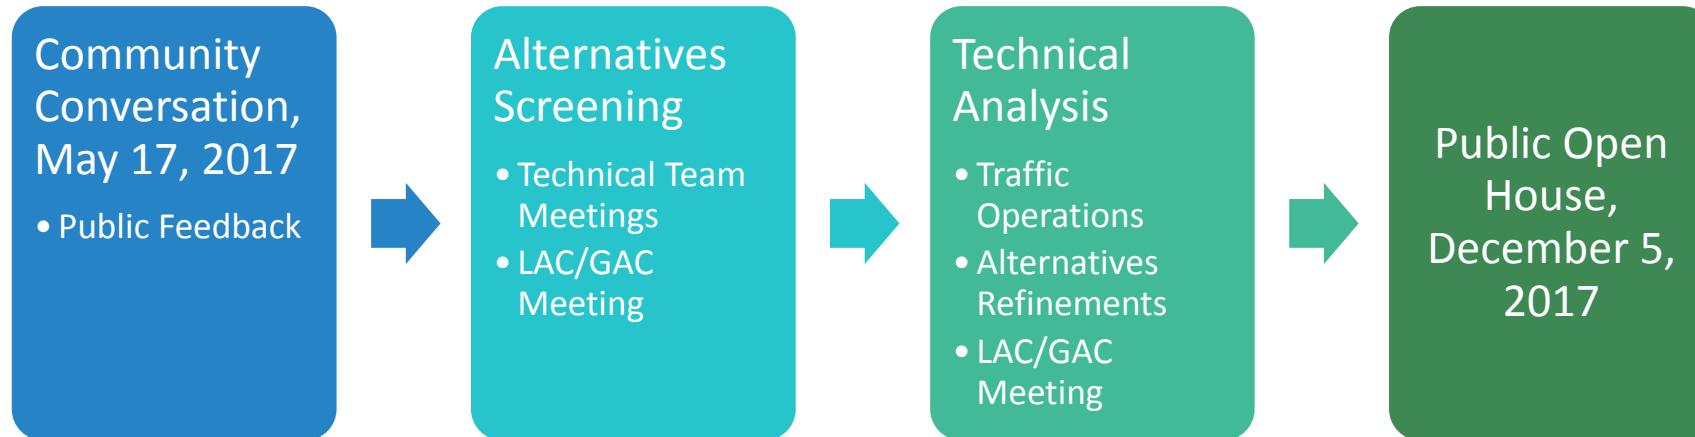 Community
Conversation,
May 17, 2017
• Public Feedback
Alternatives
Screening
• Technical Team
Meetings
• LAC/GAC
Meeting
Technical
Analysis
• Traffic
Operations
• Alternatives
Refinements
• LAC/GAC
Meeting
Public Open
House,
December 5,
2017